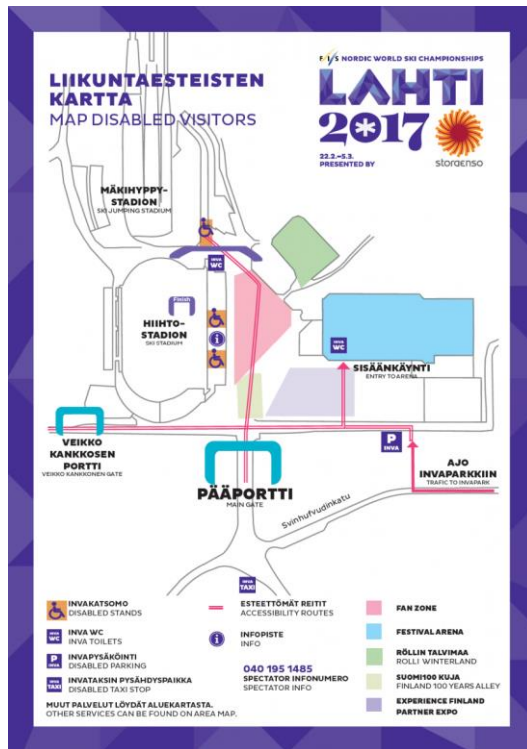 FIS NORDIC WORLD SKI CHAMPIONSHIPS
LAHTI
2017
22.2.–5.3.
PRESENTED BY
storaenso
LIIKUNTAESTEISTEN
KARTTA
MAP DISABLED VISITORS
MÄKIHYPPY-
STADION
SKI JUMPING STADIUM
INVA
WC
Finish
HIIHTO-
STADION
SKI STADIUM
i
INVA
WC
SISÄÄNKÄYNTI
ENTRY TO ARENA
VEIKKO
KANKKOSEN
PORTTI
VEIKKO KANKKONEN GATE
P
INVA
PÄÄPORTTI
MAIN GATE
AJO
INVAPARKKIIN
TRAFIC TO INVAPARK
Svinhufvudinkatu
INVA
TAXI
INVAKATSOMO
DISABLED STANDS
INVA
WC
INVA WC
INVA TOILETS
P
INVA
INVAPYSÄKÖINTI
DISABLED PARKING
INVA
TAXI
INVATAKSIN PYSÄHDYSPAIKKA
DISABLED TAXI STOP
MUUT PALVELUT LÖYDÄT ALUEKARTASTA.
OTHER SERVICES CAN BE FOUND ON AREA MAP.
ESTEETTÖMÄT REITIT
ACCESSIBILITY ROUTES
i
INFOPISTE
INFO
040 195 1485
SPECTATOR INFONUMERO
SPECTATOR INFO
FAN ZONE
FESTIVAL ARENA
RÖLLIN TALVIMAA
ROLLI WINTERLAND
SUOMI100 KUJA
FINLAND 100 YEARS ALLEY
EXPERIENCE FINLAND
PARTNER EXPO